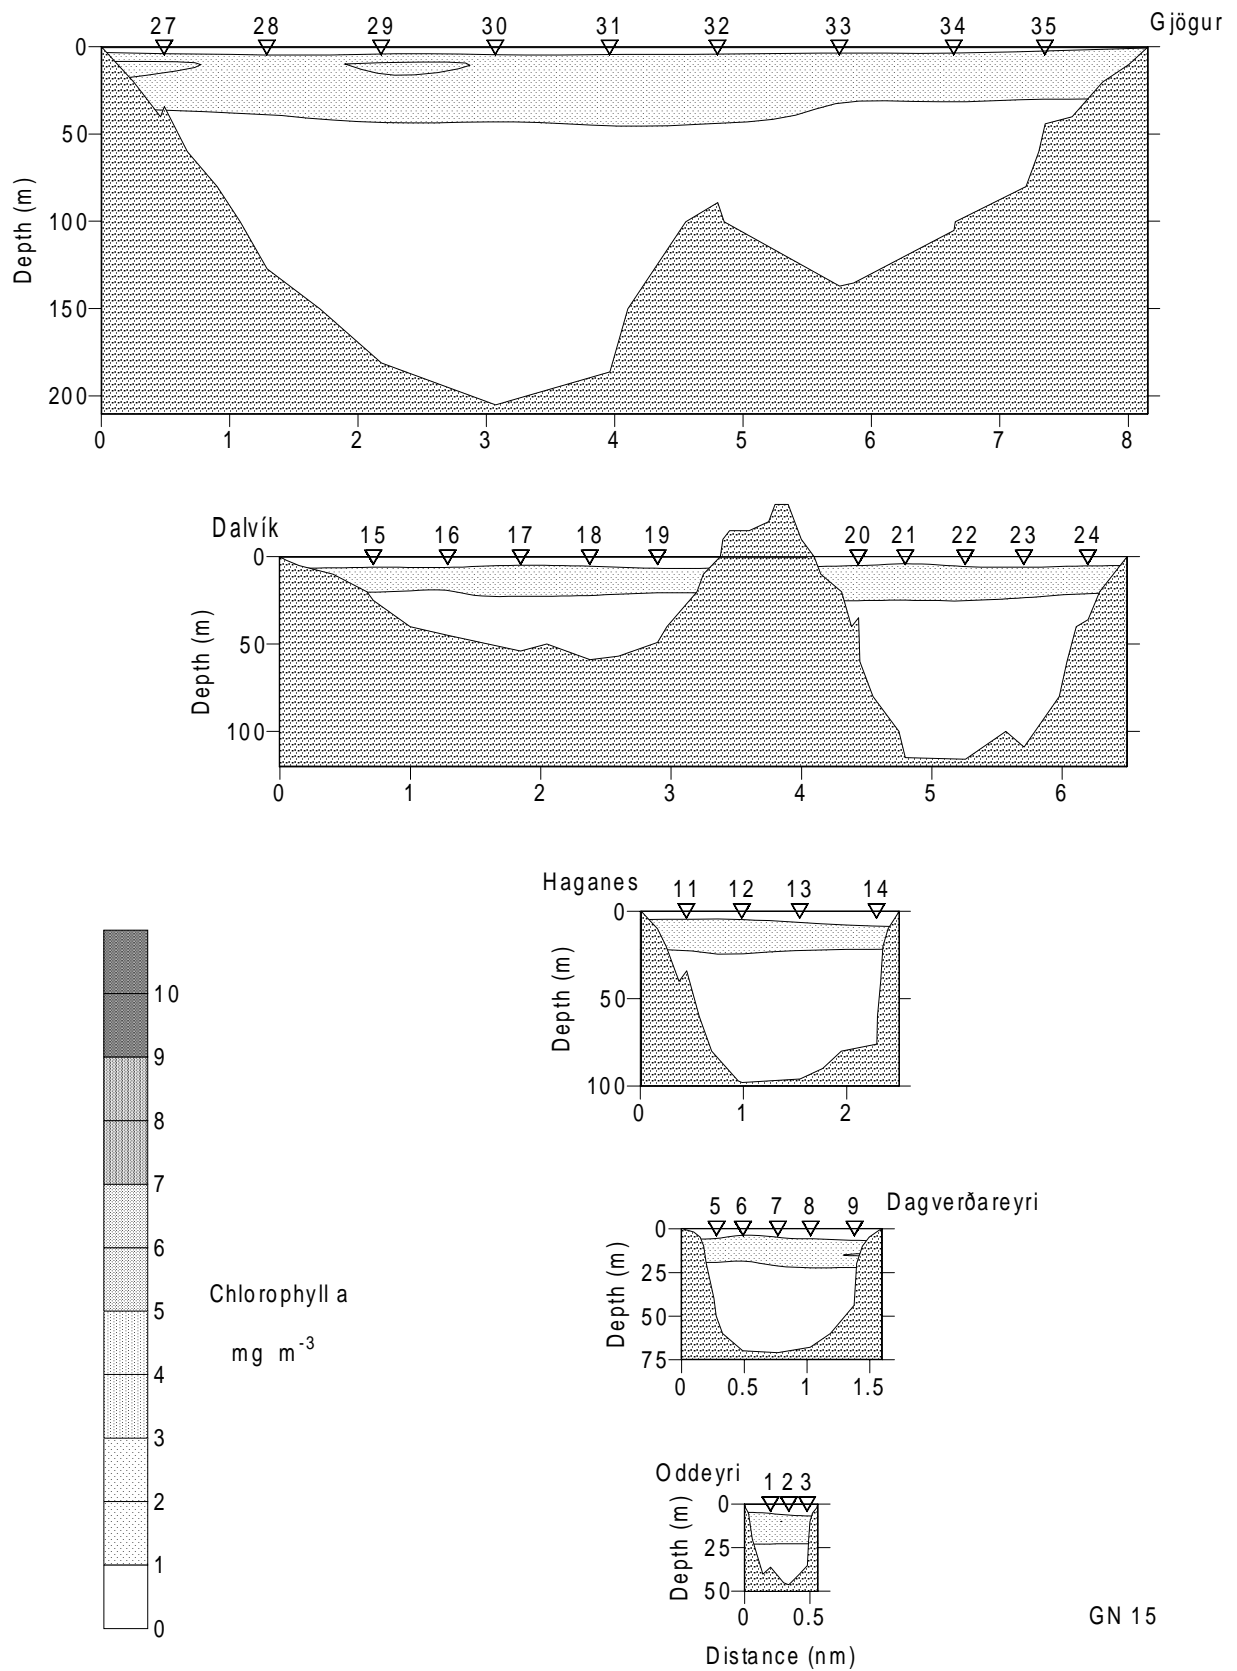 27 28 29 30 31 32 33 34 35 Gjögur
0
50
100
150
200
Depth (m)
0 1 2 3 4 5 6 7 8
Dalvík 15 16 17 18 19 20 21 22 23 24
0
50
100
Depth (m)
0 1 2 3 4 5 6
Haganes 11 12 13 14
0
50
100
Depth (m)
0 1 2
10
9
8
7
6
5
4
3
2
1
0
Chlorophyll a
mg m⁻³
5 6 7 8 9 Dagverðareyri
0
25
50
75
Depth (m)
0 0.5 1 1.5
Oddeyri 1 2 3
0
25
50
Depth (m)
0 0.5
Distance (nm)
GN 15